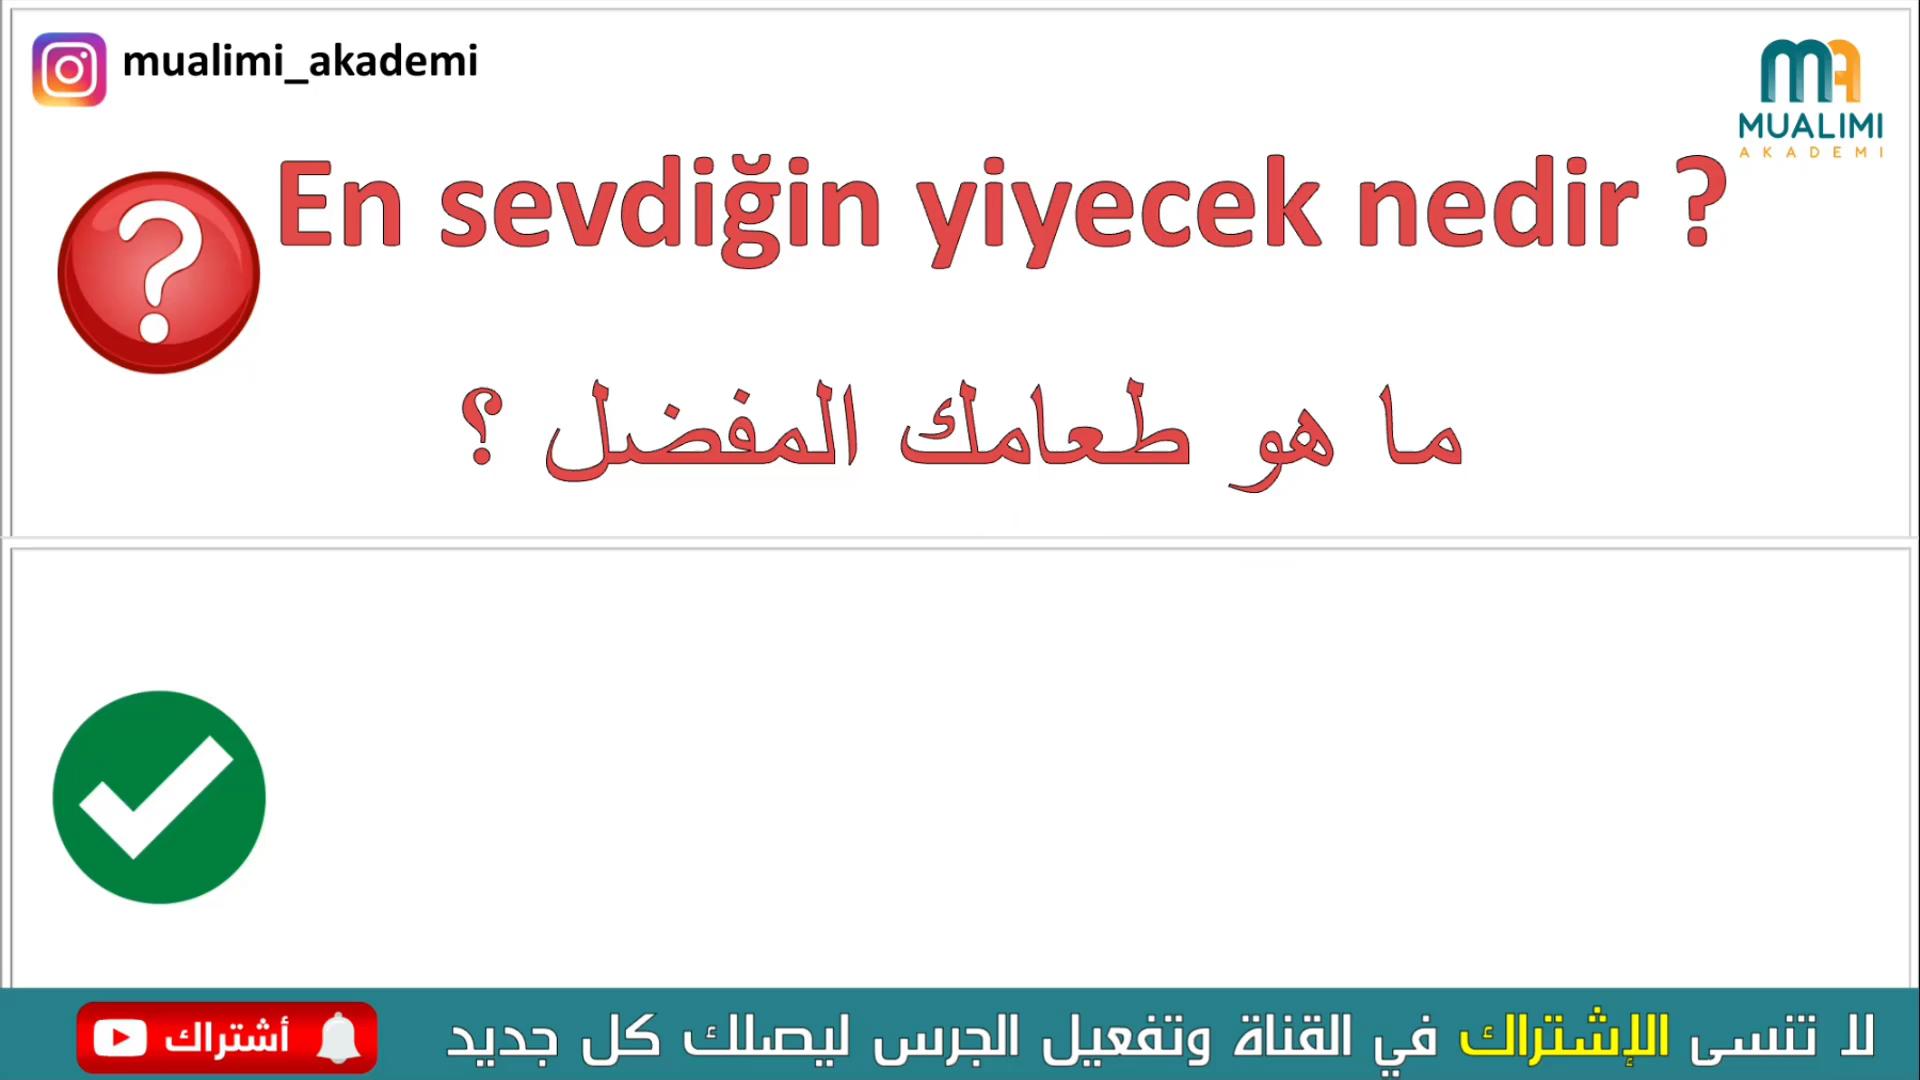 mualimi_akademi
MUALIMI
AKADEMI
En sevdiğin yiyecek nedir ?
ما هو طعامك المفضل ؟
لا تنسى الإشتراك في القناة وتفعيل الجرس ليصلك كل جديد
أشتراك